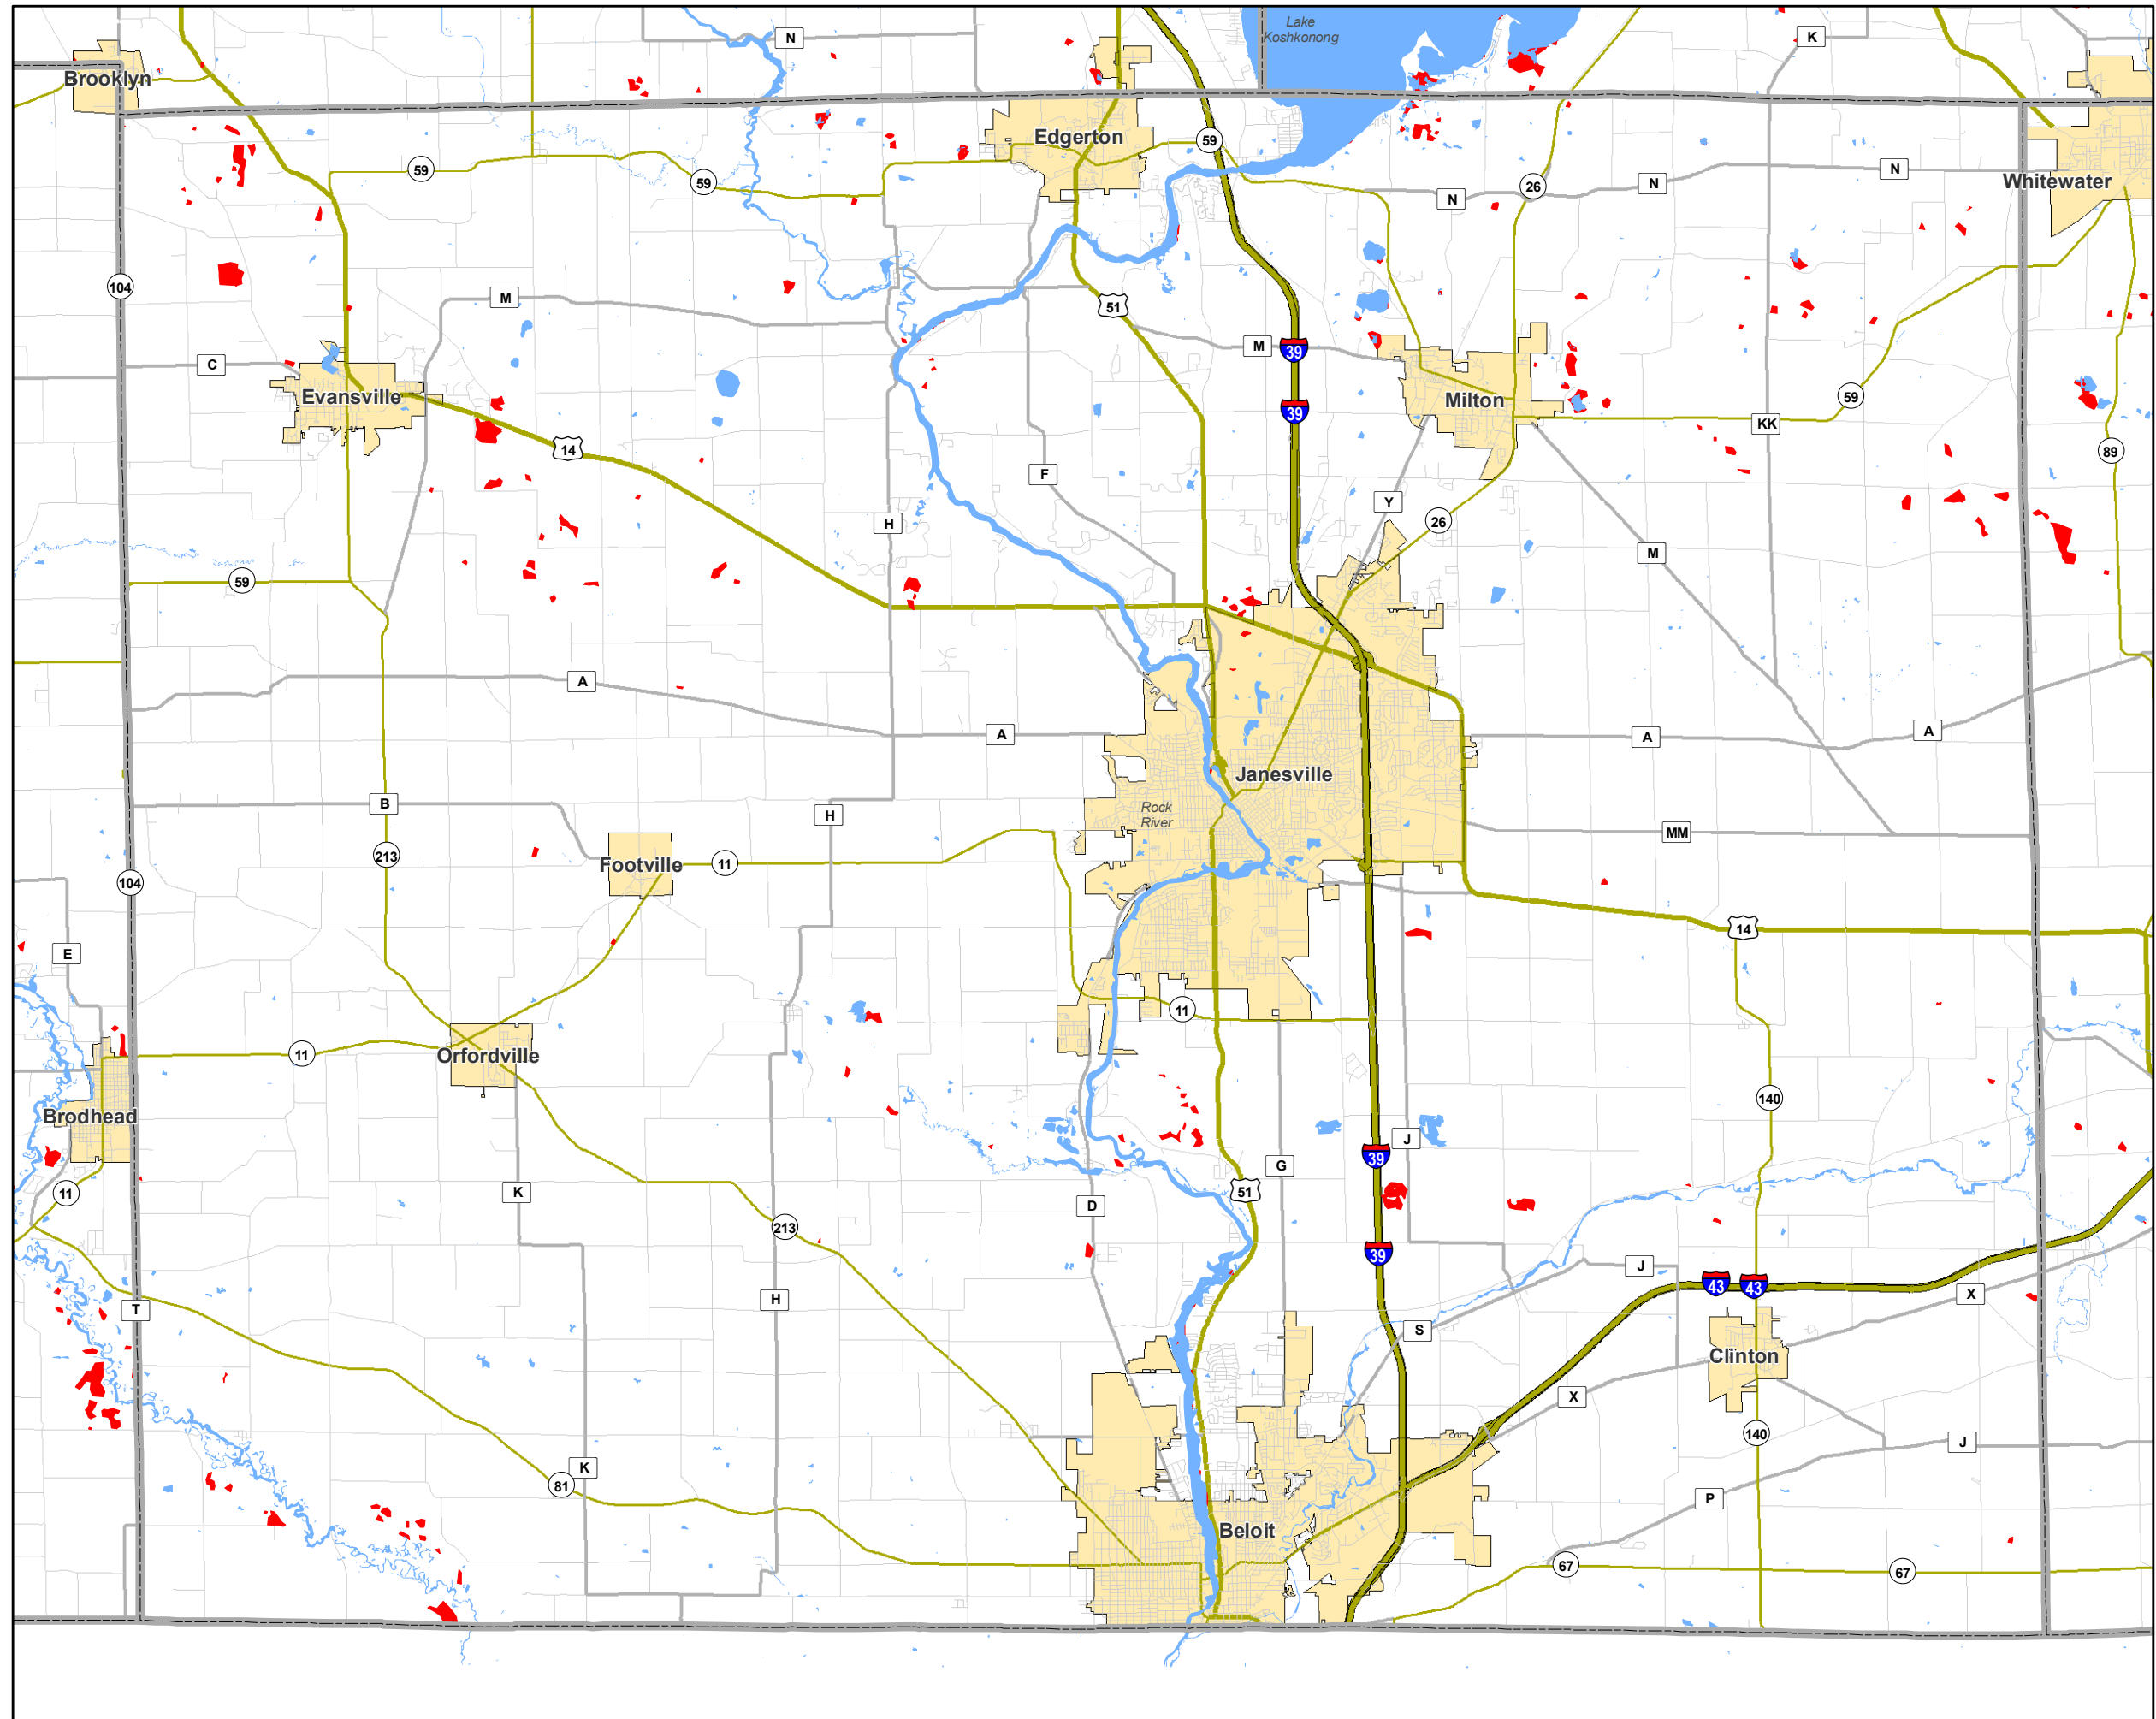 Lake
Koshkonong
N
K
Brooklyn
Edgerton
59
59
59
26
N
N
N
Whitewater
104
M
51
M
39
C
Evansville
39
Milton
59
KK
14
F
89
H
Y
26
M
59
A
A
A
A
Janesville
B
Rock
River
H
MM
213
Footville
11
104
14
E
11
11
Orfordville
140
Brodhead
J
39
G
11
K
51
D
213
39
J
43
43
H
X
T
S
Clinton
X
140
J
K
81
P
Beloit
67
67